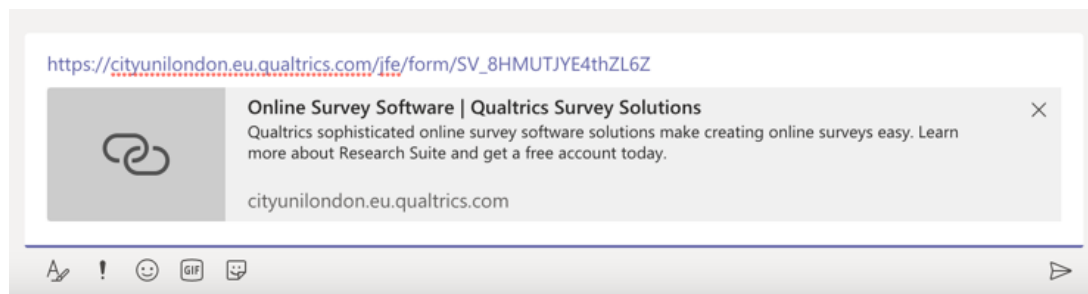 https://cityunilondon.eu.qualtrics.com/jfe/form/SV_8HMUTJYE4thZL6Z
Online Survey Software | Qualtrics Survey Solutions
Qualtrics sophisticated online survey software solutions make creating online surveys easy. Learn
more about Research Suite and get a free account today.
cityunilondon.eu.qualtrics.com
GIF